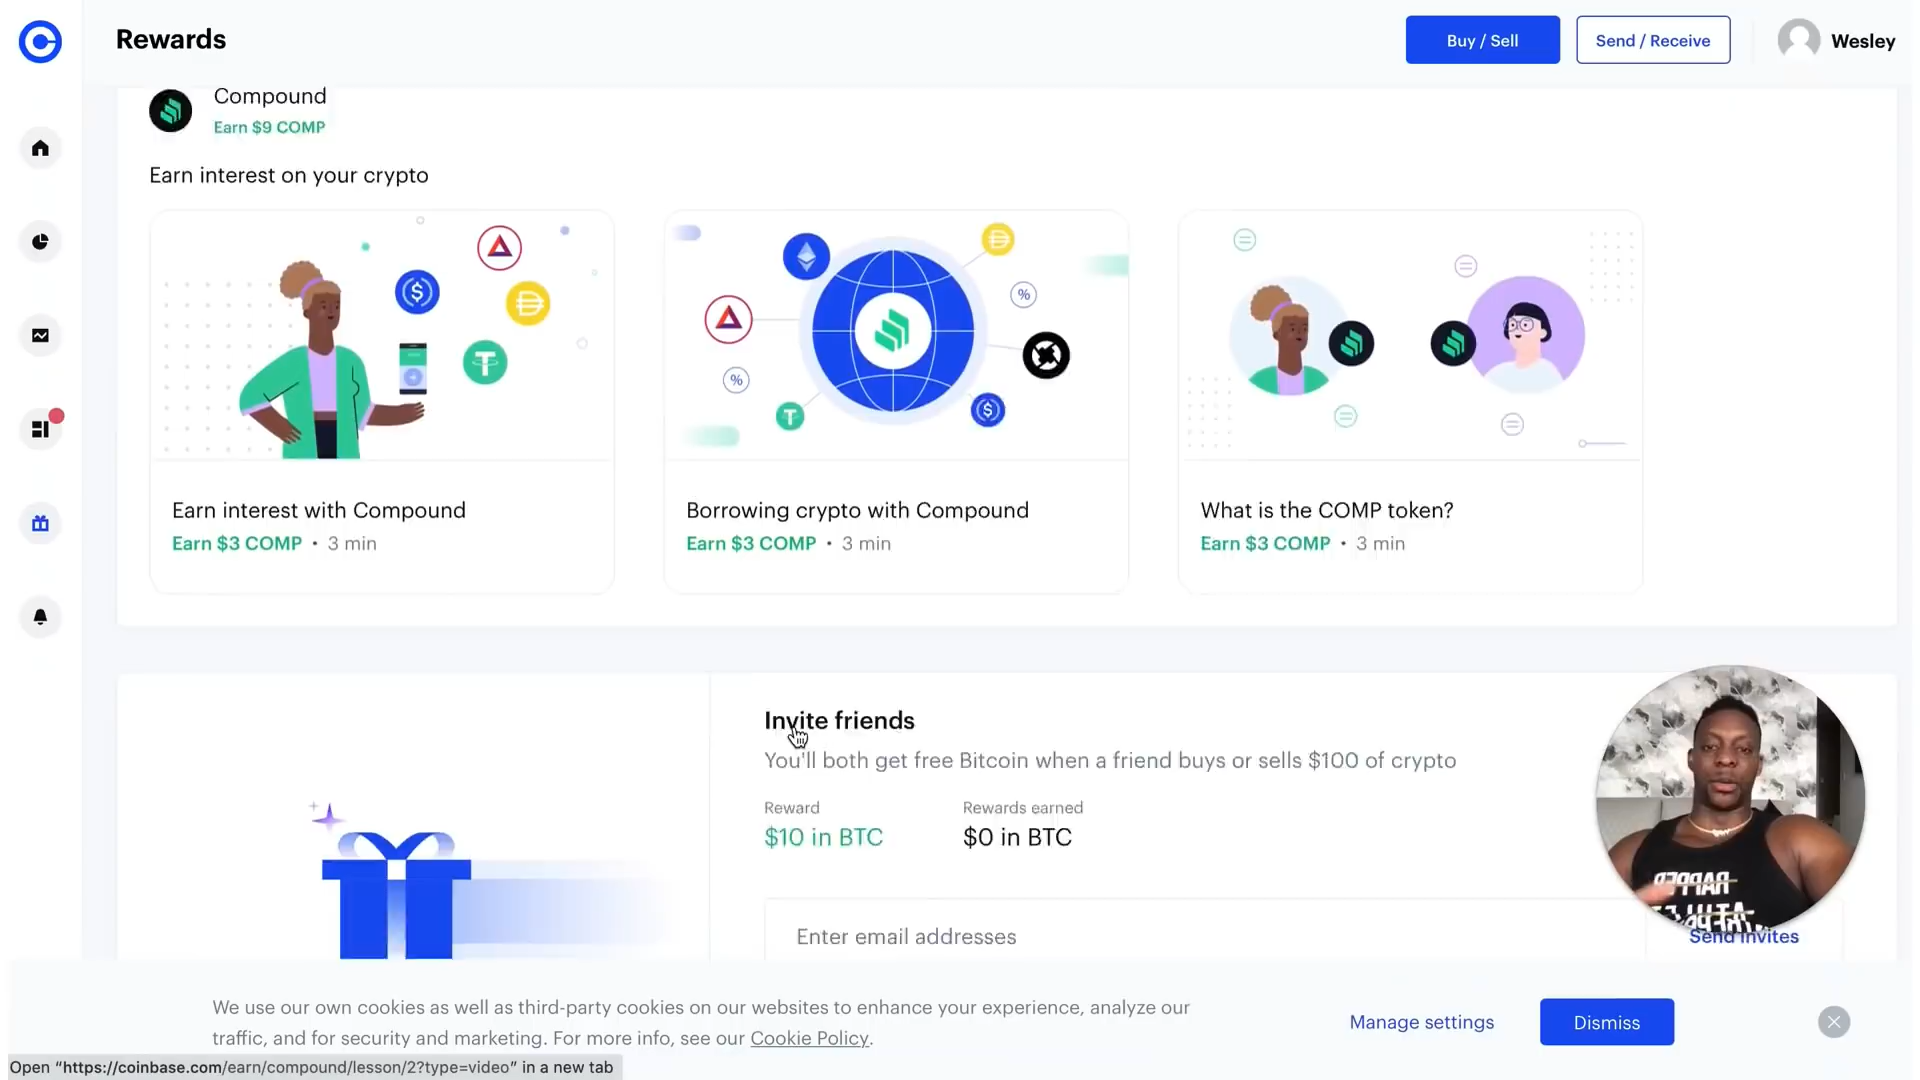 Rewards
Buy / Sell
Send / Receive
Wesley
Compound
Earn $9 COMP
Earn interest on your crypto
Earn interest with Compound
Earn $3 COMP • 3 min
Borrowing crypto with Compound
Earn $3 COMP • 3 min
What is the COMP token?
Earn $3 COMP • 3 min
Invite friends
You'll both get free Bitcoin when a friend buys or sells $100 of crypto
Reward
$10 in BTC
Rewards earned
$0 in BTC
Enter email addresses
Send Invites
We use our own cookies as well as third-party cookies on our websites to enhance your experience, analyze our
traffic, and for security and marketing. For more info, see our Cookie Policy.
Manage settings
Dismiss
Open “https://coinbase.com/earn/compound/lesson/2?type=video” in a new tab